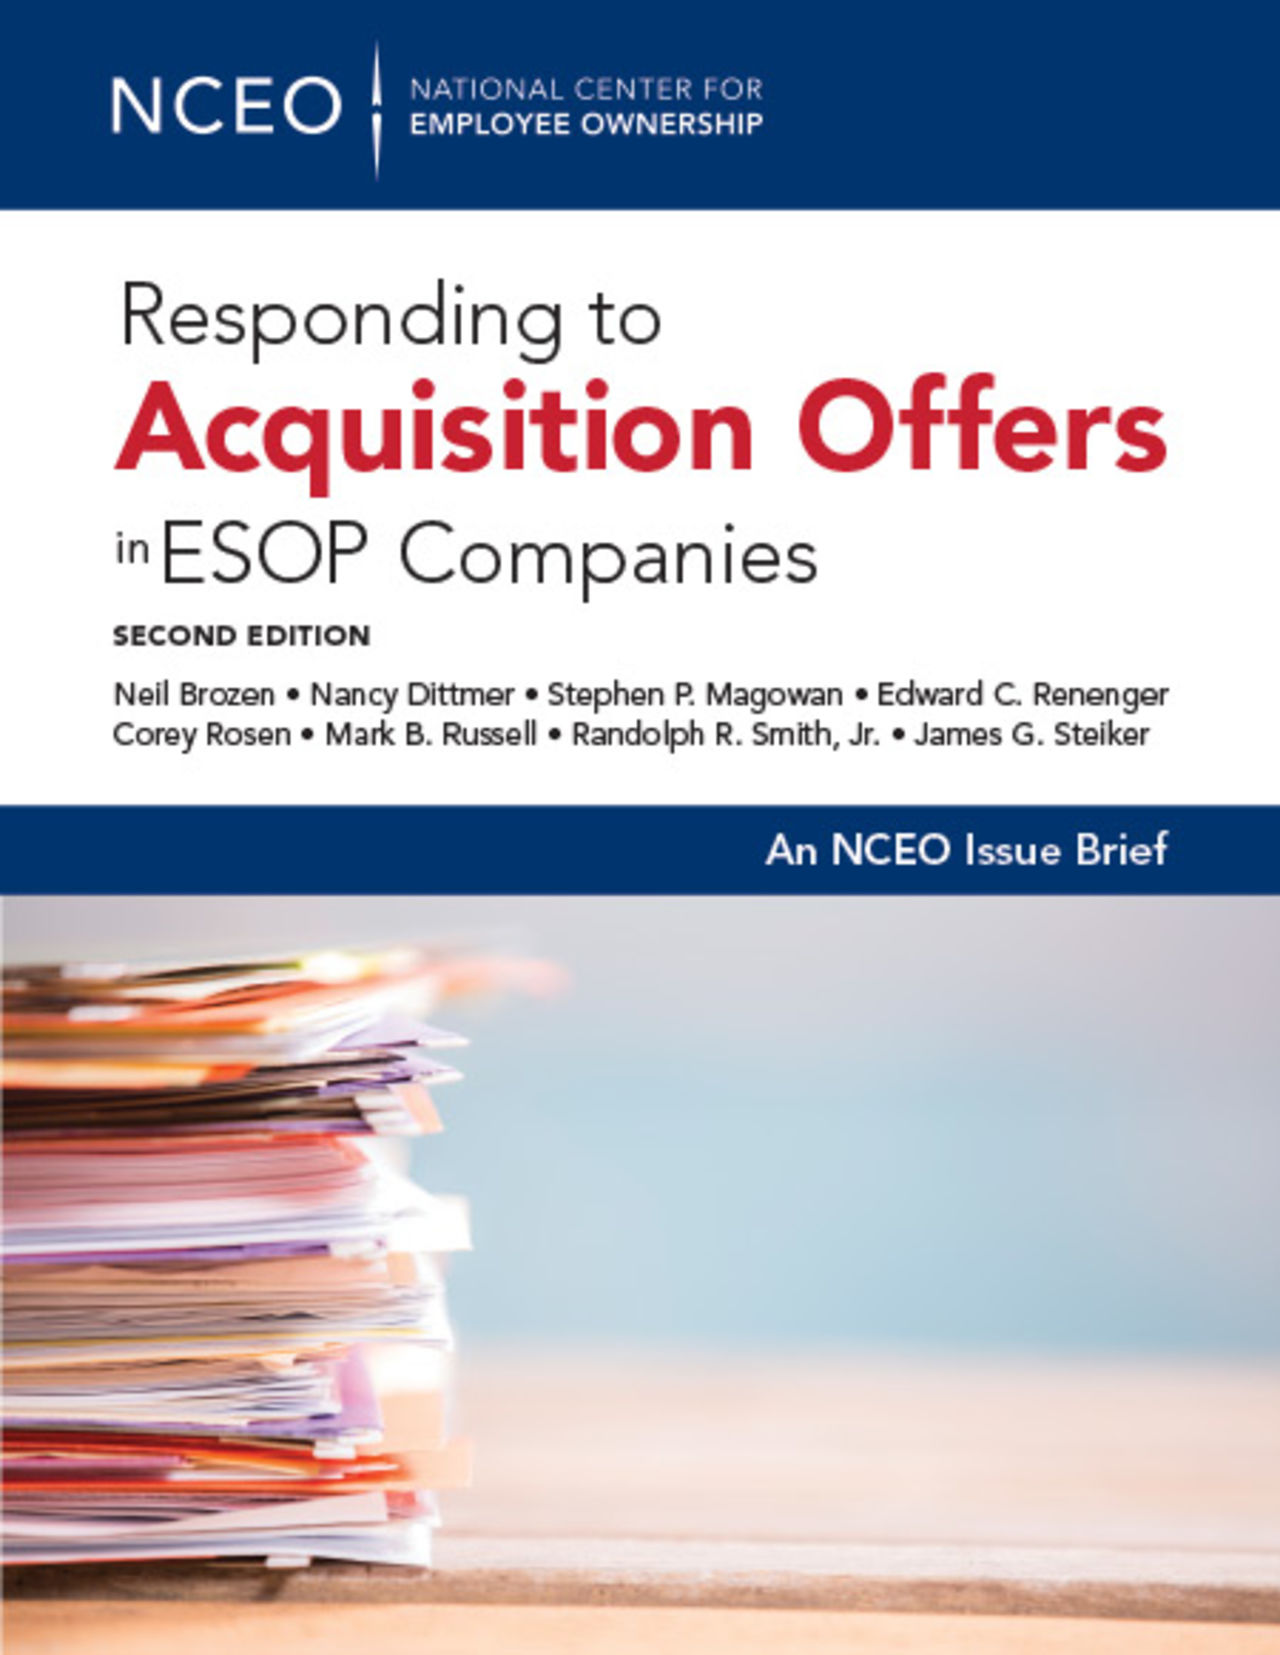 NCEO
NATIONAL CENTER FOR
EMPLOYEE OWNERSHIP
Responding to
Acquisition Offers
in ESOP Companies
SECOND EDITION
Neil Brozen • Nancy Dittmer • Stephen P. Magowan • Edward C. Renenger
Corey Rosen • Mark B. Russell • Randolph R. Smith, Jr. • James G. Steiker
An NCEO Issue Brief